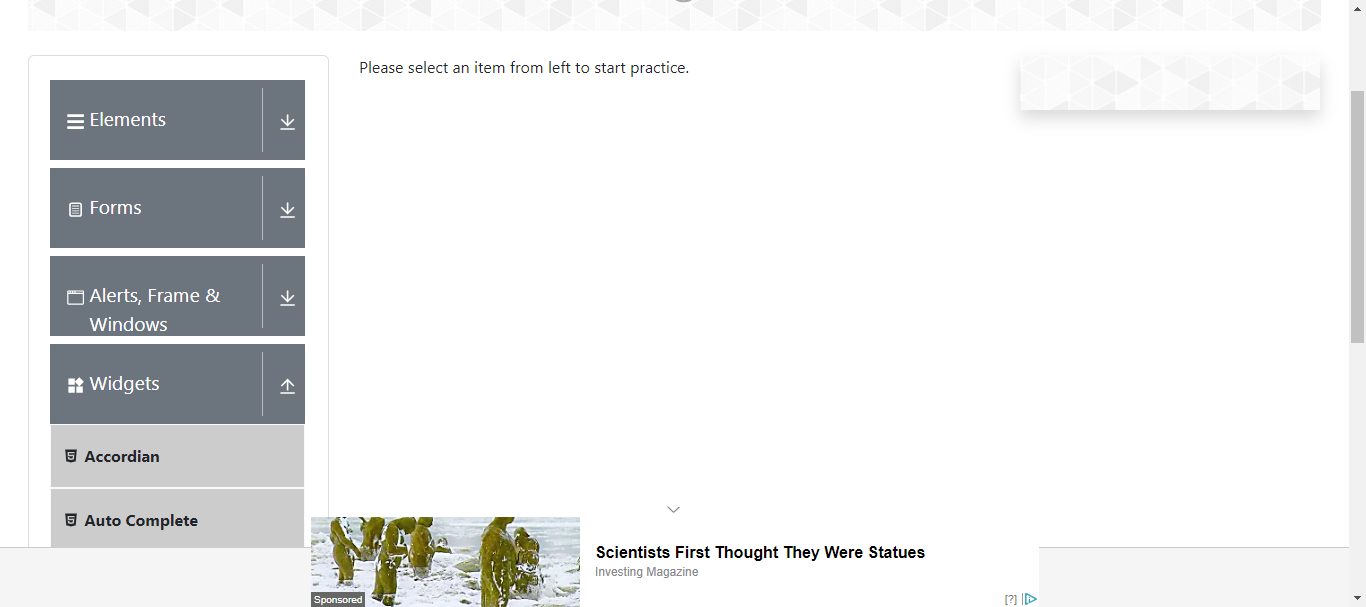 Please select an item from left to start practice.
Elements
Forms
Alerts, Frame &
Windows
Widgets
Accordian
Auto Complete
Scientists First Thought They Were Statues
Investing Magazine
Sponsored
[?]